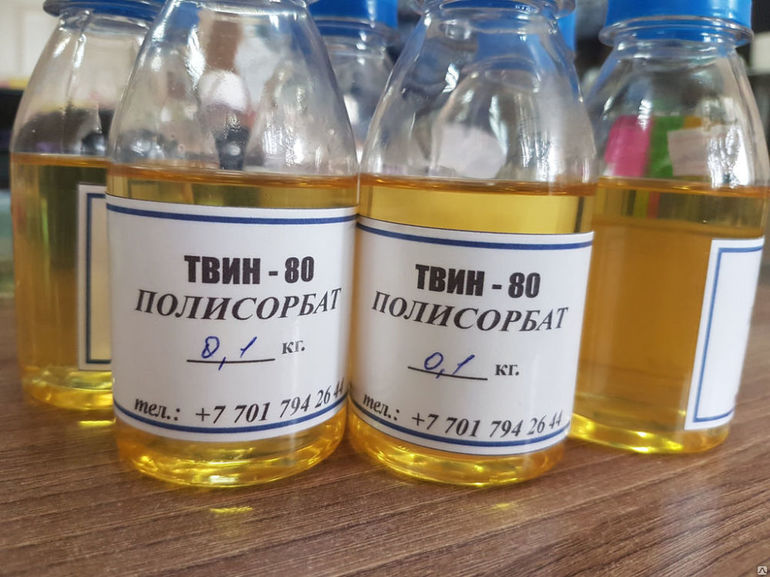 ТВИН - 80
ПОЛИСОРБАТ
0,1 кг.
тел.: +7 701 794 26 44
ТВИН - 80
ПОЛИСОРБАТ
0,1 кг.
тел.: +7 701 794 26 44